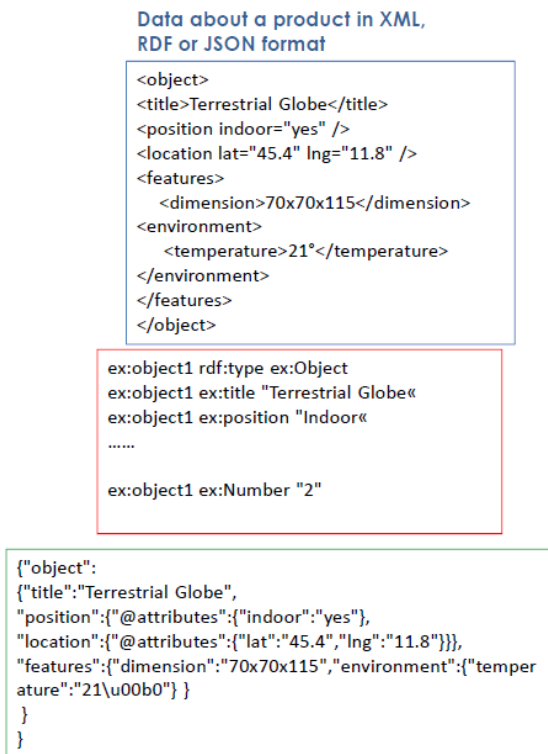 Data about a product in XML,
RDF or JSON format
<object>
<title>Terrestrial Globe</title>
<position indoor="yes" />
<location lat="45.4" lng="11.8" />
<features>
<dimension>70x70x115</dimension>
<environment>
<temperature>21°</temperature>
</environment>
</features>
</object>
ex:object1 rdf:type ex:Object
ex:object1 ex:title "Terrestrial Globe«
ex:object1 ex:position "Indoor«
......
ex:object1 ex:Number "2"
{"object":
{"title":"Terrestrial Globe",
"position":{"@attributes":{"indoor":"yes"},
"location":{"@attributes":{"lat":"45.4","lng":"11.8"}}},
"features":{"dimension":"70x70x115","environment":{"temper
ature":"21\u00b0"} }
}
}